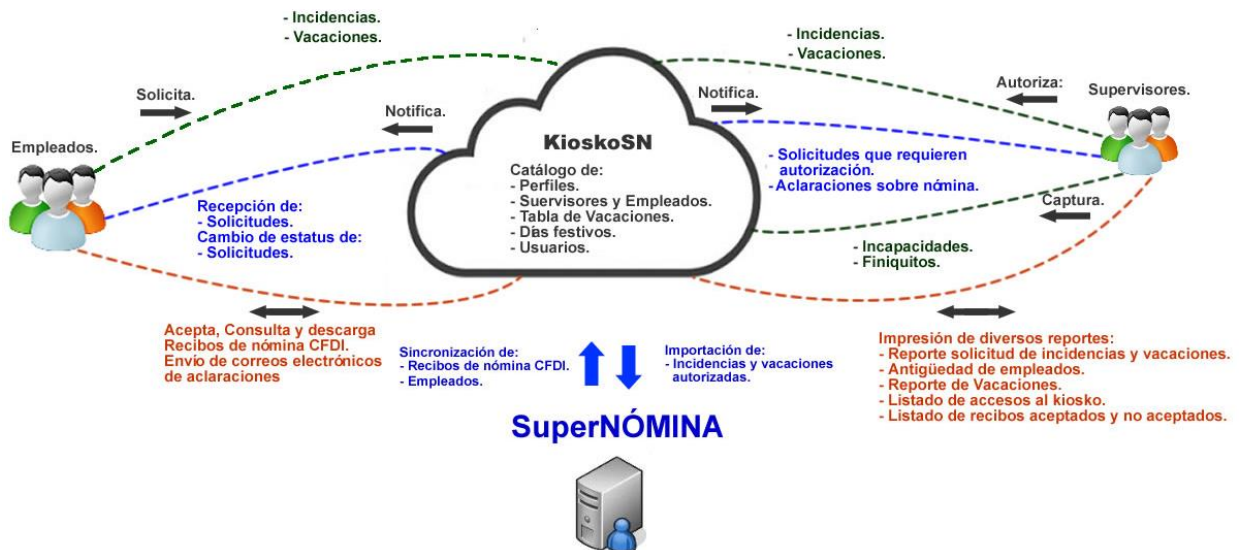 - Incidencias.
- Vacaciones.
Solicita.
Notifica.
Empleados.
Recepción de:
- Solicitudes.
Cambio de estatus de:
- Solicitudes.
Acepta, Consulta y descarga
Recibos de nómina CFDI.
Envío de correos electrónicos
de aclaraciones
KioskoSN
Catálogo de:
- Perfiles.
- Suervisores y Empleados.
- Tabla de Vacaciones.
- Días festivos.
- Usuarios.
- Incidencias.
- Vacaciones.
Notifica.
Autoriza:
Supervisores.
- Solicitudes que requieren
autorización.
- Aclaraciones sobre nómina.
Captura.
- Incapacidades.
- Finiquitos.
Impresión de diversos reportes:
- Reporte solicitud de incidencias y vacaciones.
- Antigüedad de empleados.
- Reporte de Vacaciones.
- Listado de accesos al kiosko.
- Listado de recibos aceptados y no aceptados.
Sincronización de:
- Recibos de nómina CFDI.
- Empleados.
Importación de:
- Incidencias y vacaciones
autorizadas.
SuperNÓMINA